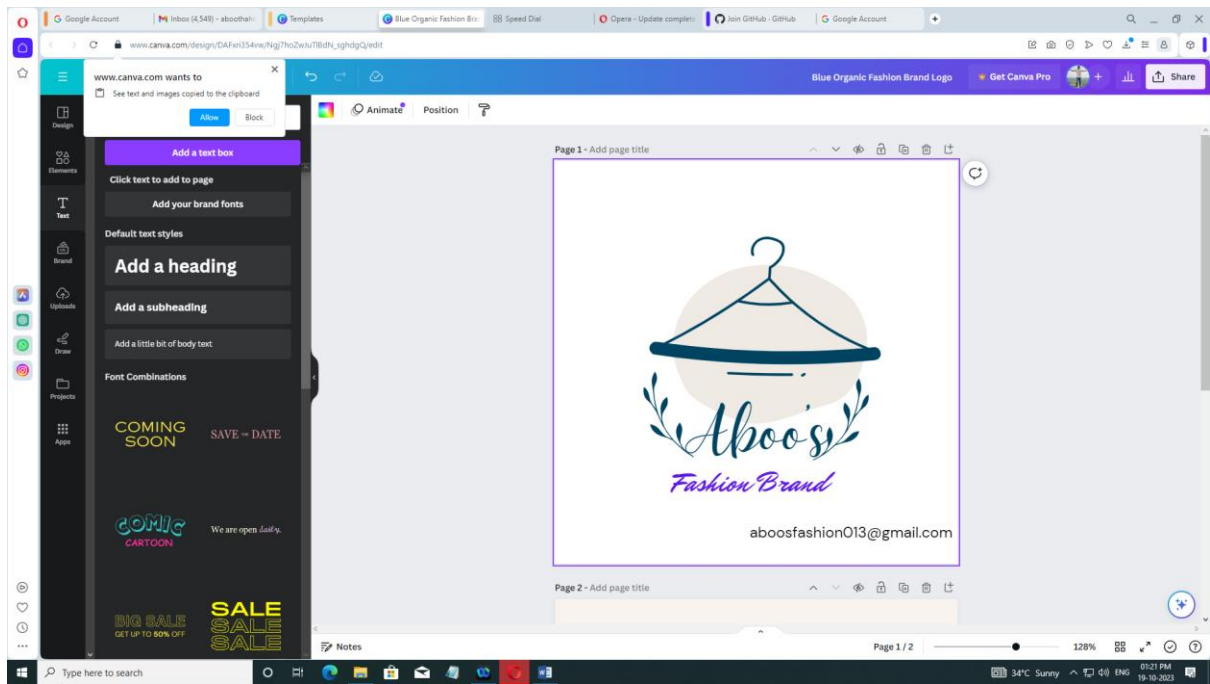 G Google Account
Inbox (4,549) - aboothah
Templates
Blue Organic Fashion Bra
Speed Dial
Opera - Update complete
Join GitHub · GitHub
G Google Account
www.canva.com/design/DAFxri354vw/
www.canva.com wants to
See text and images copied to the clipboard
Allow
Block
Blue Organic Fashion Brand Logo
Get Canva Pro
Share
Animate
Position
Design
Elements
Text
Brand
Uploads
Draw
Projects
Apps
Add a text box
Click text to add to page
Add your brand fonts
Default text styles
Add a heading
Add a subheading
Add a little bit of body text
Font Combinations
COMING
SOON
SAVE THE DATE
COMIC
CARTOON
We are open daily.
BIG SALE
GET UP TO 50% OFF
SALE
SALE
SALE
Page 1 - Add page title
Aboo's
Fashion Brand
aboosfashion013@gmail.com
Page 2 - Add page title
Notes
Page 1 / 2
128%
Type here to search
34°C Sunny
ENG
01:21 PM
19-10-2023